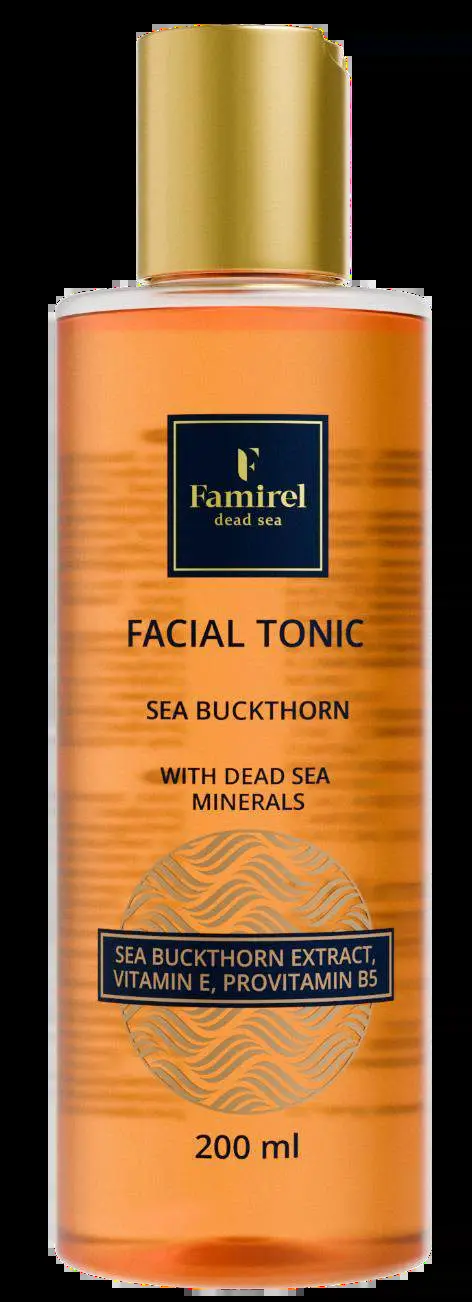 Famirel
dead sea
FACIAL TONIC
SEA BUCKTHORN
WITH DEAD SEA
MINERALS
SEA BUCKTHORN EXTRACT,
VITAMIN E, PROVITAMIN B5
200 ml